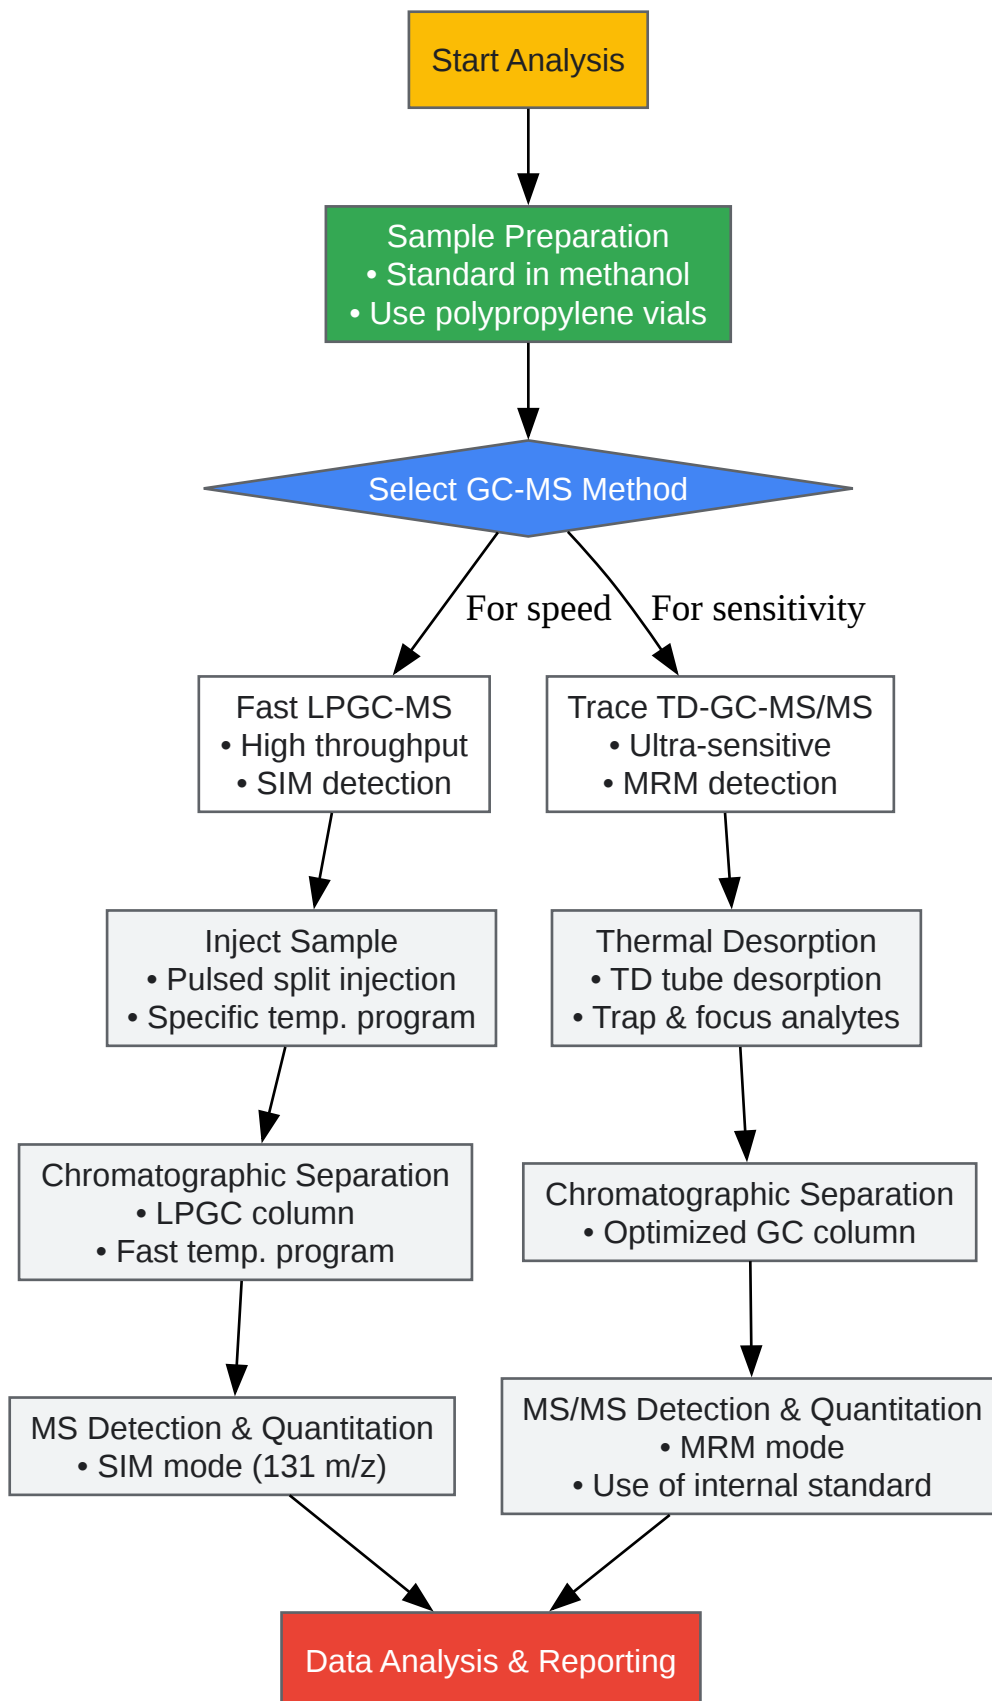 Start Analysis
Sample Preparation
• Standard in methanol
• Use polypropylene vials
Select GC-MS Method
For speed
For sensitivity
Fast LPGC-MS
• High throughput
• SIM detection
Trace TD-GC-MS/MS
• Ultra-sensitive
• MRM detection
Inject Sample
• Pulsed split injection
• Specific temp. program
Thermal Desorption
• TD tube desorption
• Trap & focus analytes
Chromatographic Separation
• LPGC column
• Fast temp. program
Chromatographic Separation
• Optimized GC column
MS Detection & Quantitation
• SIM mode (131 m/z)
MS/MS Detection & Quantitation
• MRM mode
• Use of internal standard
Data Analysis & Reporting